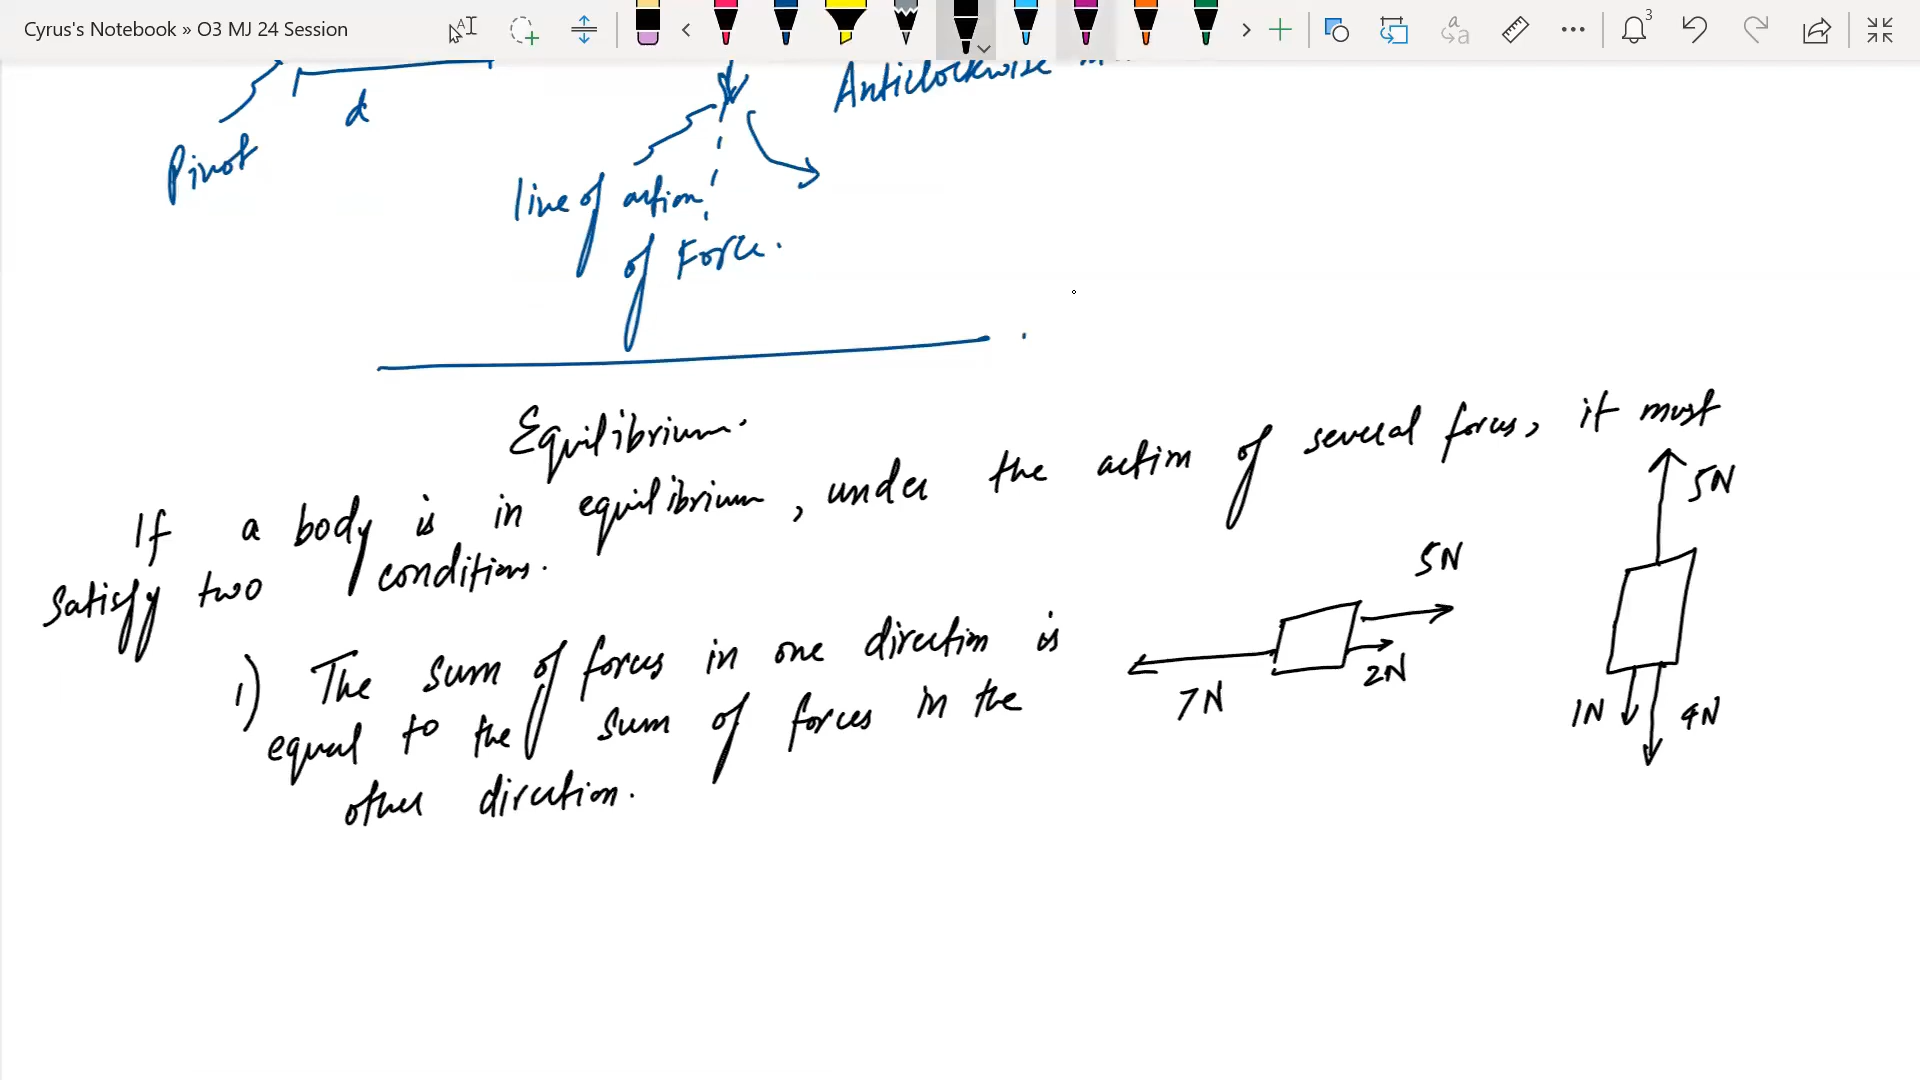 Cyrus's Notebook » O3 MJ 24 Session
3
d
Anticlockwise
Pivot
line of action
of Force.
Equilibrium.
If a body is in equilibrium, under the action of several forces, it must
satisfy two conditions.
1) The sum of forces in one direction is
equal to the sum of forces in the
other direction.
7N
5N
2N
5N
1N
4N